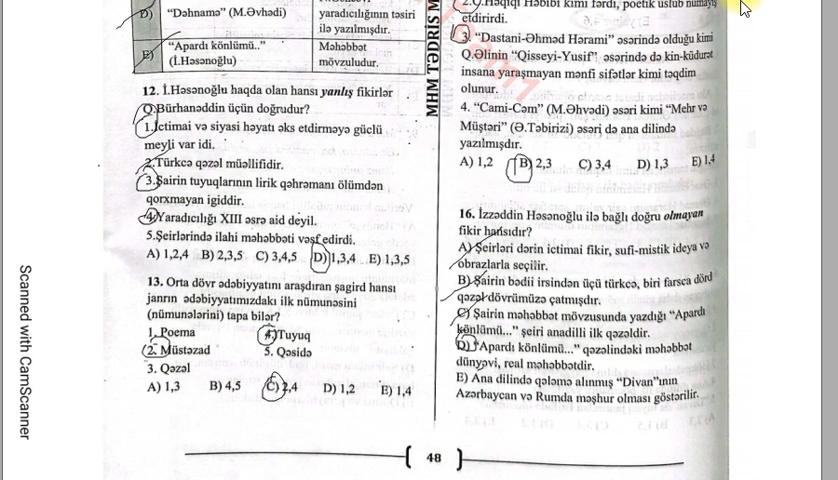 D) "Dəhnamə" (M.Əvhədi)
yaradıcılığının təsiri
ilə yazılmışdır.
E) "Apardı könlümü.."
(İ.Həsənoğlu)
Məhəbbət
mövzuludur.
12. İ.Həsənoğlu haqda olan hansı yanlış fikirlər
Q.Bürhanəddin üçün doğrudur?
1.İctimai və siyasi həyatı əks etdirməyə güclü
meyli var idi.
2.Türkcə qəzəl müəllifidir.
3.Şairin tuyuqlarının lirik qəhrəmanı ölümdən
qorxmayan igiddir.
4.Yaradıcılığı XIII əsrə aid deyil.
5.Şeirlərində ilahi məhəbbəti vəsf edirdi.
A) 1,2,4 B) 2,3,5 C) 3,4,5 D) 1,3,4 E) 1,3,5
13. Orta dövr ədəbiyyatını araşdıran şagird hansı
janrın ədəbiyyatımızdakı ilk nümunəsini
(nümunələrini) tapa bilər?
1. Poema 4.Tuyuq
2. Müstəzad 5. Qəsidə
3. Qəzəl
A) 1,3 B) 4,5 C) 2,4 D) 1,2 E) 1,4
MHM TƏDRİS
2.Q.Həqiqi Həbibi kimi fərdi, poetik üslub nümayiş
etdirirdi.
3. "Dastani-Əhməd Hərami" əsərində olduğu kimi
Q.Əlinin "Qisseyi-Yusif" əsərində də kin-küdurət
insana yaraşmayan mənfi sifətlər kimi təqdim
olunur.
4. "Cami-Cəm" (M.Əhvədi) əsəri kimi "Mehr və
Müştəri" (Ə.Təbirizi) əsəri də ana dilində
yazılmışdır.
A) 1,2 B) 2,3 C) 3,4 D) 1,3 E) 1,4
16. İzzəddin Həsənoğlu ilə bağlı doğru olmayan
fikir hansıdır?
A) Şeirləri dərin ictimai fikir, sufi-mistik ideya və
obrazlarla seçilir.
B) Şairin bədii irsindən üçü türkcə, biri farsca dörd
qəzəl dövrümüzə çatmışdır.
C) Şairin məhəbbət mövzusunda yazdığı "Apardı
könlümü..." şeiri anadilli ilk qəzəldir.
D) "Apardı könlümü..." qəzəlindəki məhəbbət
dünyəvi, real məhəbbətdir.
E) Ana dilində qələmə alınmış "Divan"ının
Azərbaycan və Rumda məşhur olması göstərilir.
48
Scanned with CamScanner